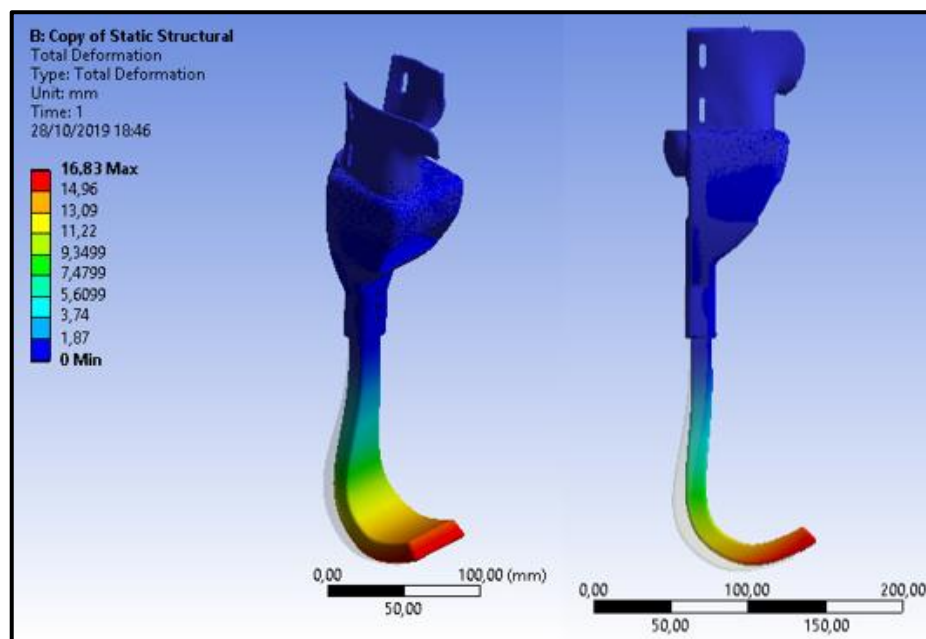 B: Copy of Static Structural
Total Deformation
Type: Total Deformation
Unit: mm
Time: 1
28/10/2019 18:46
16,83 Max
14,96
13,09
11,22
9,3499
7,4799
5,6099
3,74
1,87
0 Min
0,00 100,00 (mm)
50,00
0,00 100,00 200,00
50,00 150,00